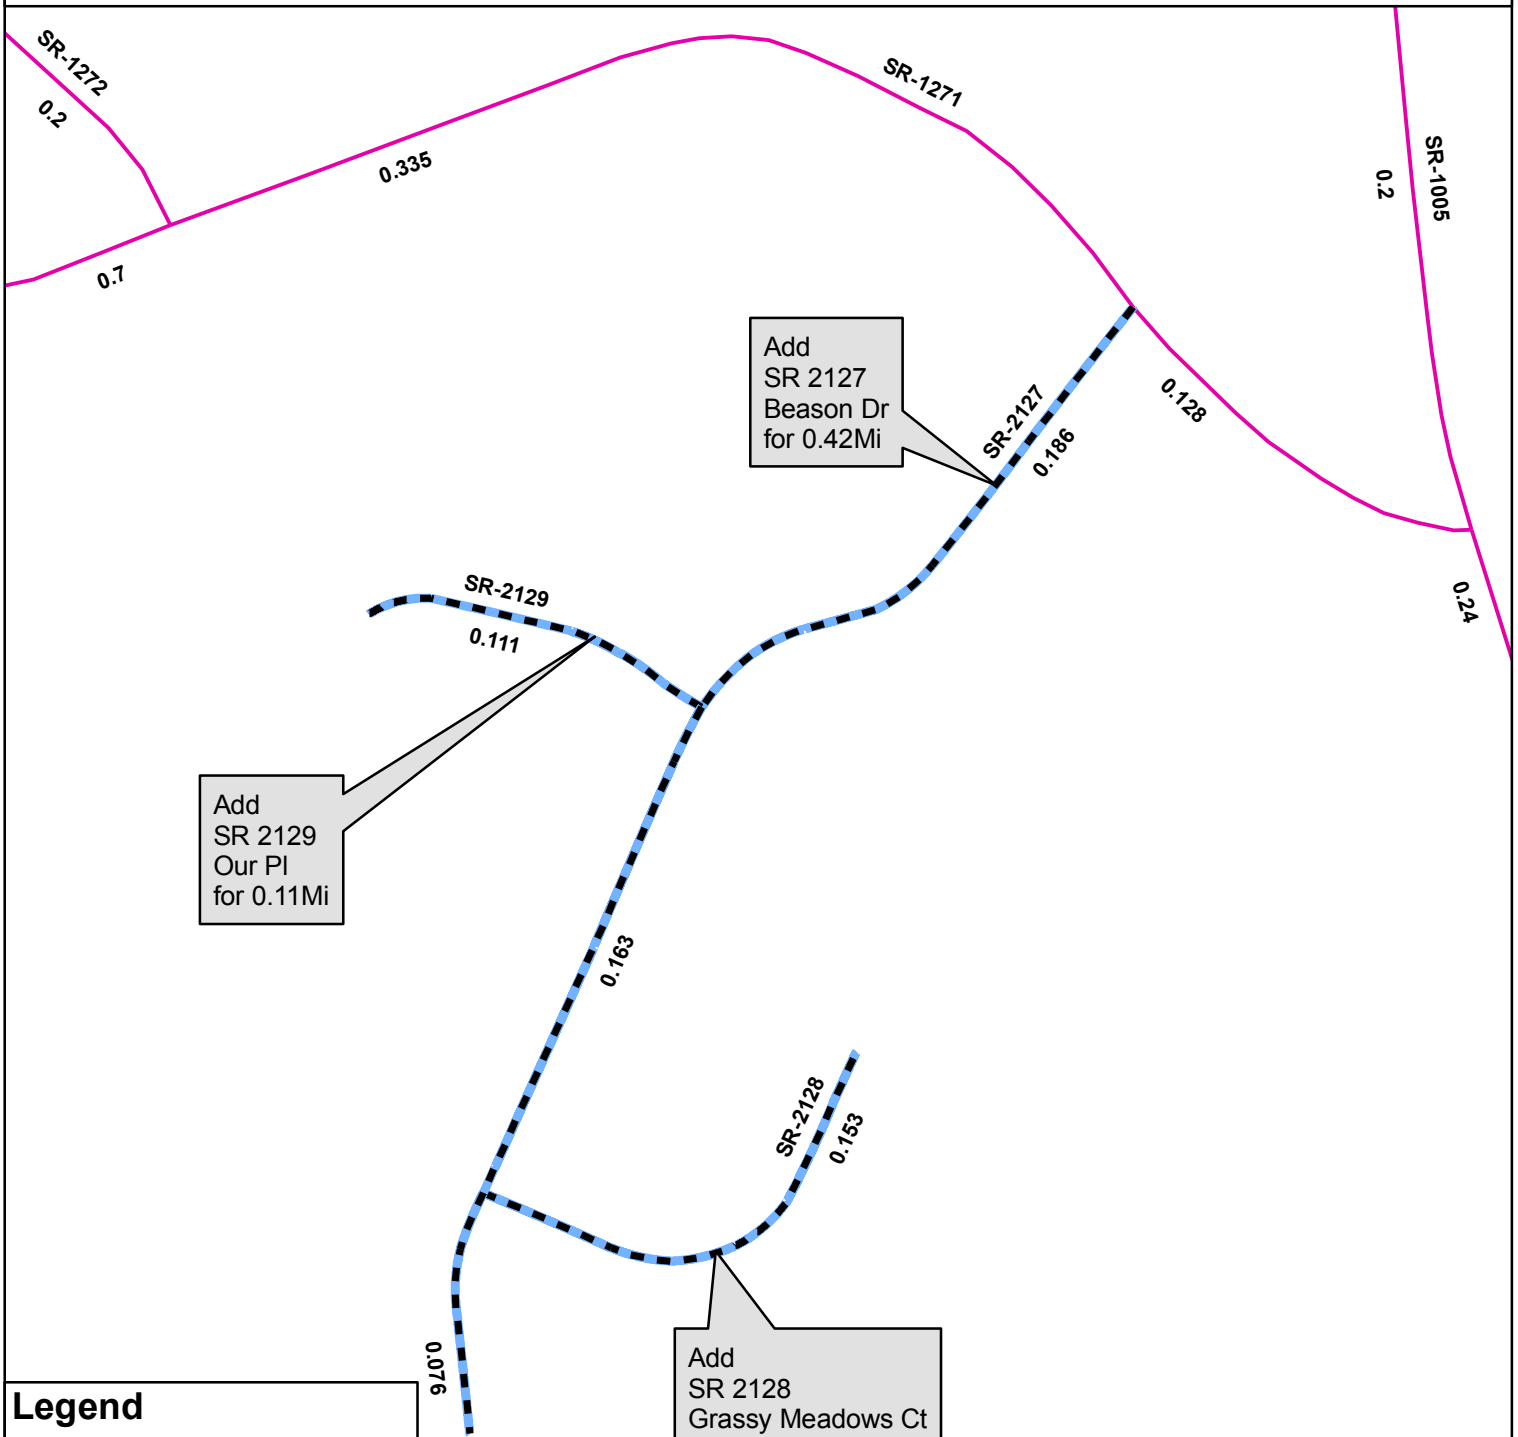 SR-1272
0.2
SR-1271
0.335
0.7
SR-1005
0.2
Add
SR 2127
Beason Dr
for 0.42Mi
SR-2127
0.186
0.128
0.24
SR-2129
0.111
Add
SR 2129
Our Pl
for 0.11Mi
0.163
SR-2128
0.153
0.076
Add
SR 2128
Grassy Meadows Ct
Legend